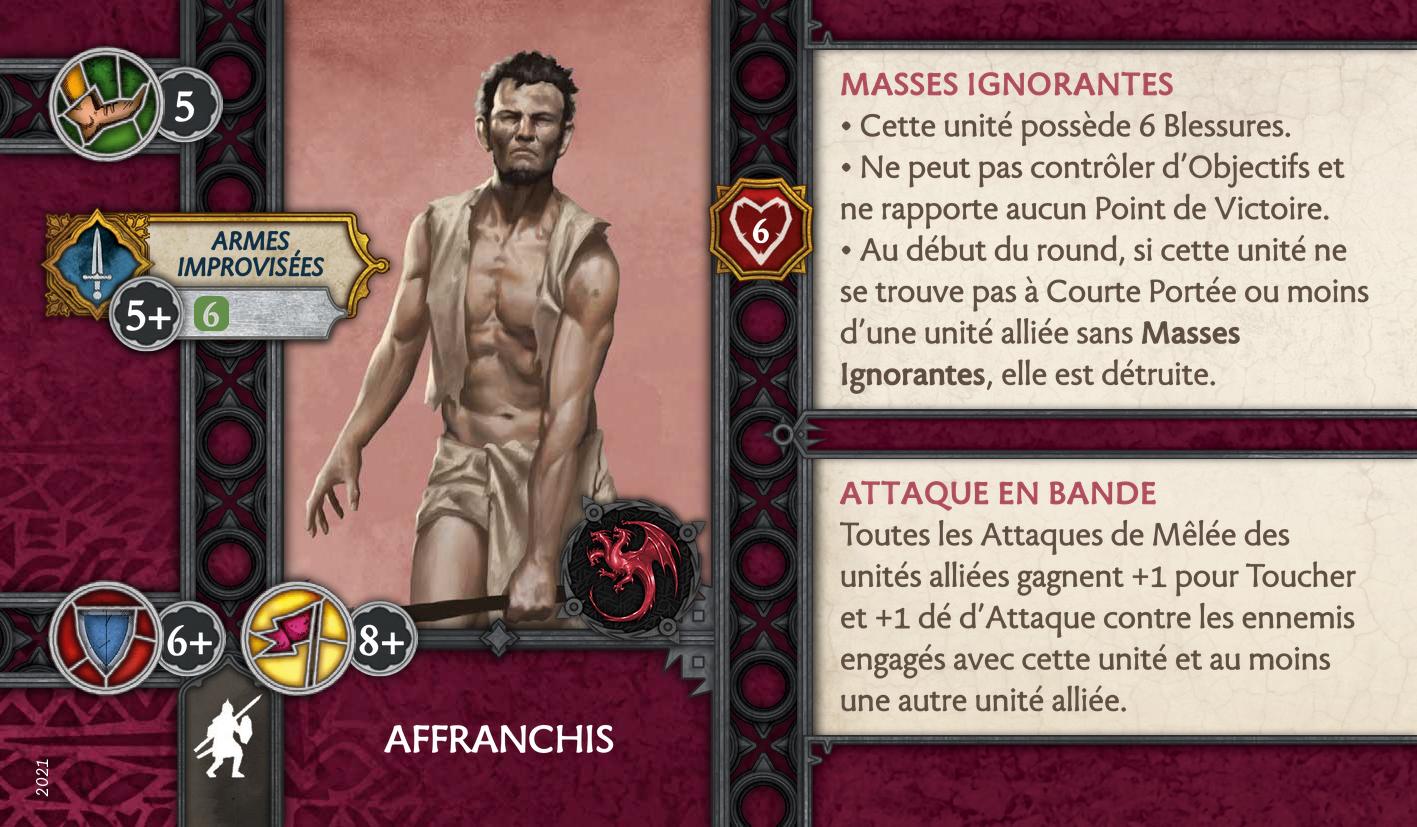 5
ARMES
IMPROVISÉES
5+ 6
6+ 8+
AFFRANCHIS
2021
6
MASSES IGNORANTES
• Cette unité possède 6 Blessures.
• Ne peut pas contrôler d’Objectifs et
ne rapporte aucun Point de Victoire.
• Au début du round, si cette unité ne
se trouve pas à Courte Portée ou moins
d’une unité alliée sans Masses
Ignorantes, elle est détruite.
ATTAQUE EN BANDE
Toutes les Attaques de Mêlée des
unités alliées gagnent +1 pour Toucher
et +1 dé d’Attaque contre les ennemis
engagés avec cette unité et au moins
une autre unité alliée.